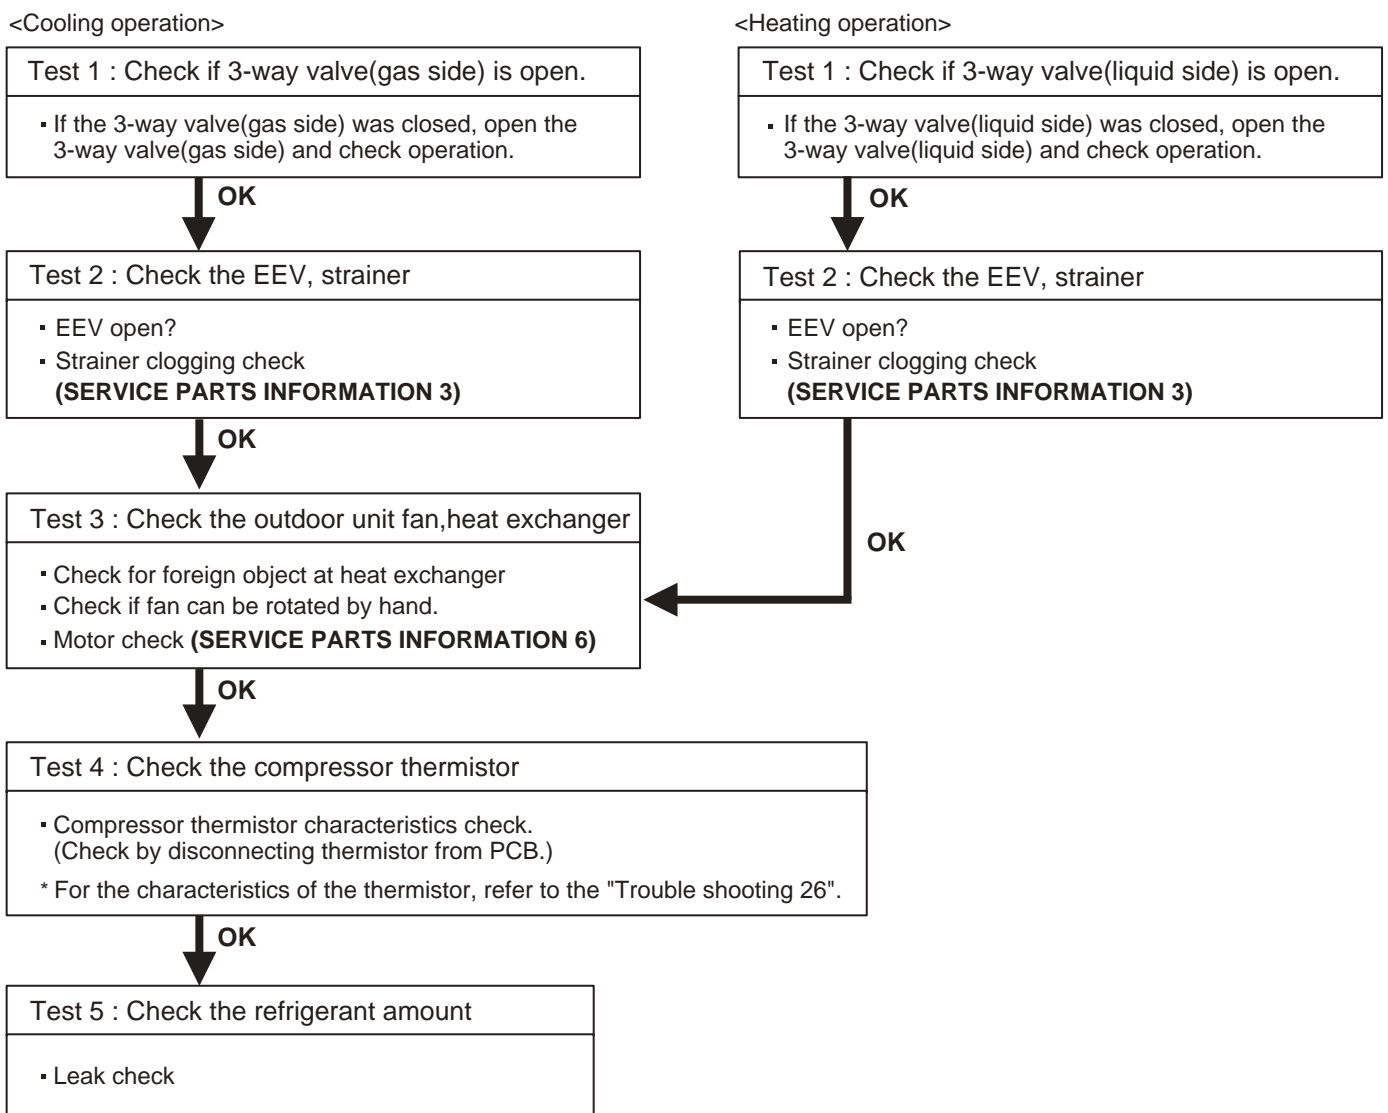 <Cooling operation>
Test 1 : Check if 3-way valve(gas side) is open.
▪ If the 3-way valve(gas side) was closed, open the
3-way valve(gas side) and check operation.
OK
Test 2 : Check the EEV, strainer
▪ EEV open?
▪ Strainer clogging check
(SERVICE PARTS INFORMATION 3)
OK
<Heating operation>
Test 1 : Check if 3-way valve(liquid side) is open.
▪ If the 3-way valve(liquid side) was closed, open the
3-way valve(liquid side) and check operation.
OK
Test 2 : Check the EEV, strainer
▪ EEV open?
▪ Strainer clogging check
(SERVICE PARTS INFORMATION 3)
OK
Test 3 : Check the outdoor unit fan,heat exchanger
▪ Check for foreign object at heat exchanger
▪ Check if fan can be rotated by hand.
▪ Motor check (SERVICE PARTS INFORMATION 6)
OK
Test 4 : Check the compressor thermistor
▪ Compressor thermistor characteristics check.
(Check by disconnecting thermistor from PCB.)
* For the characteristics of the thermistor, refer to the "Trouble shooting 26".
OK
Test 5 : Check the refrigerant amount
▪ Leak check